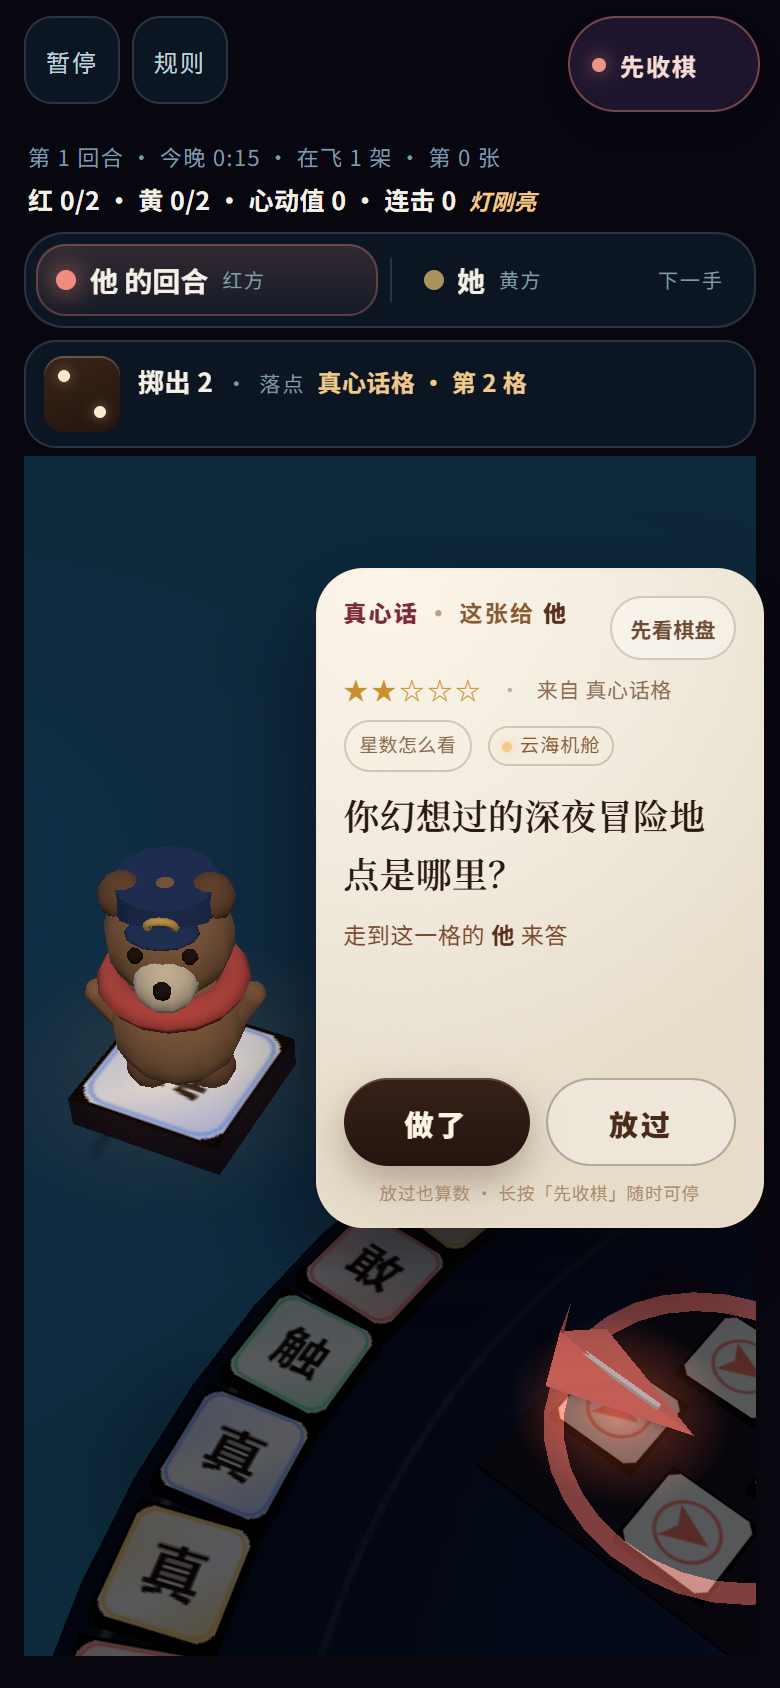 暂停 规则 先收棋
第 1 回合 · 今晚 0:15 · 在飞 1 架 · 第 0 张
红 0/2 · 黄 0/2 · 心动值 0 · 连击 0 灯刚亮
他 的回合 红方 她 黄方 下一手
掷出 2 · 落点 真心话格 · 第 2 格
真心话 · 这张给 他 先看棋盘
★★☆☆☆ · 来自 真心话格
星数怎么看 云海机舱
你幻想过的深夜冒险地
点是哪里?
走到这一格的 他 来答
做了 放过
放过也算数 · 长按「先收棋」随时可停
敢
触
真
真